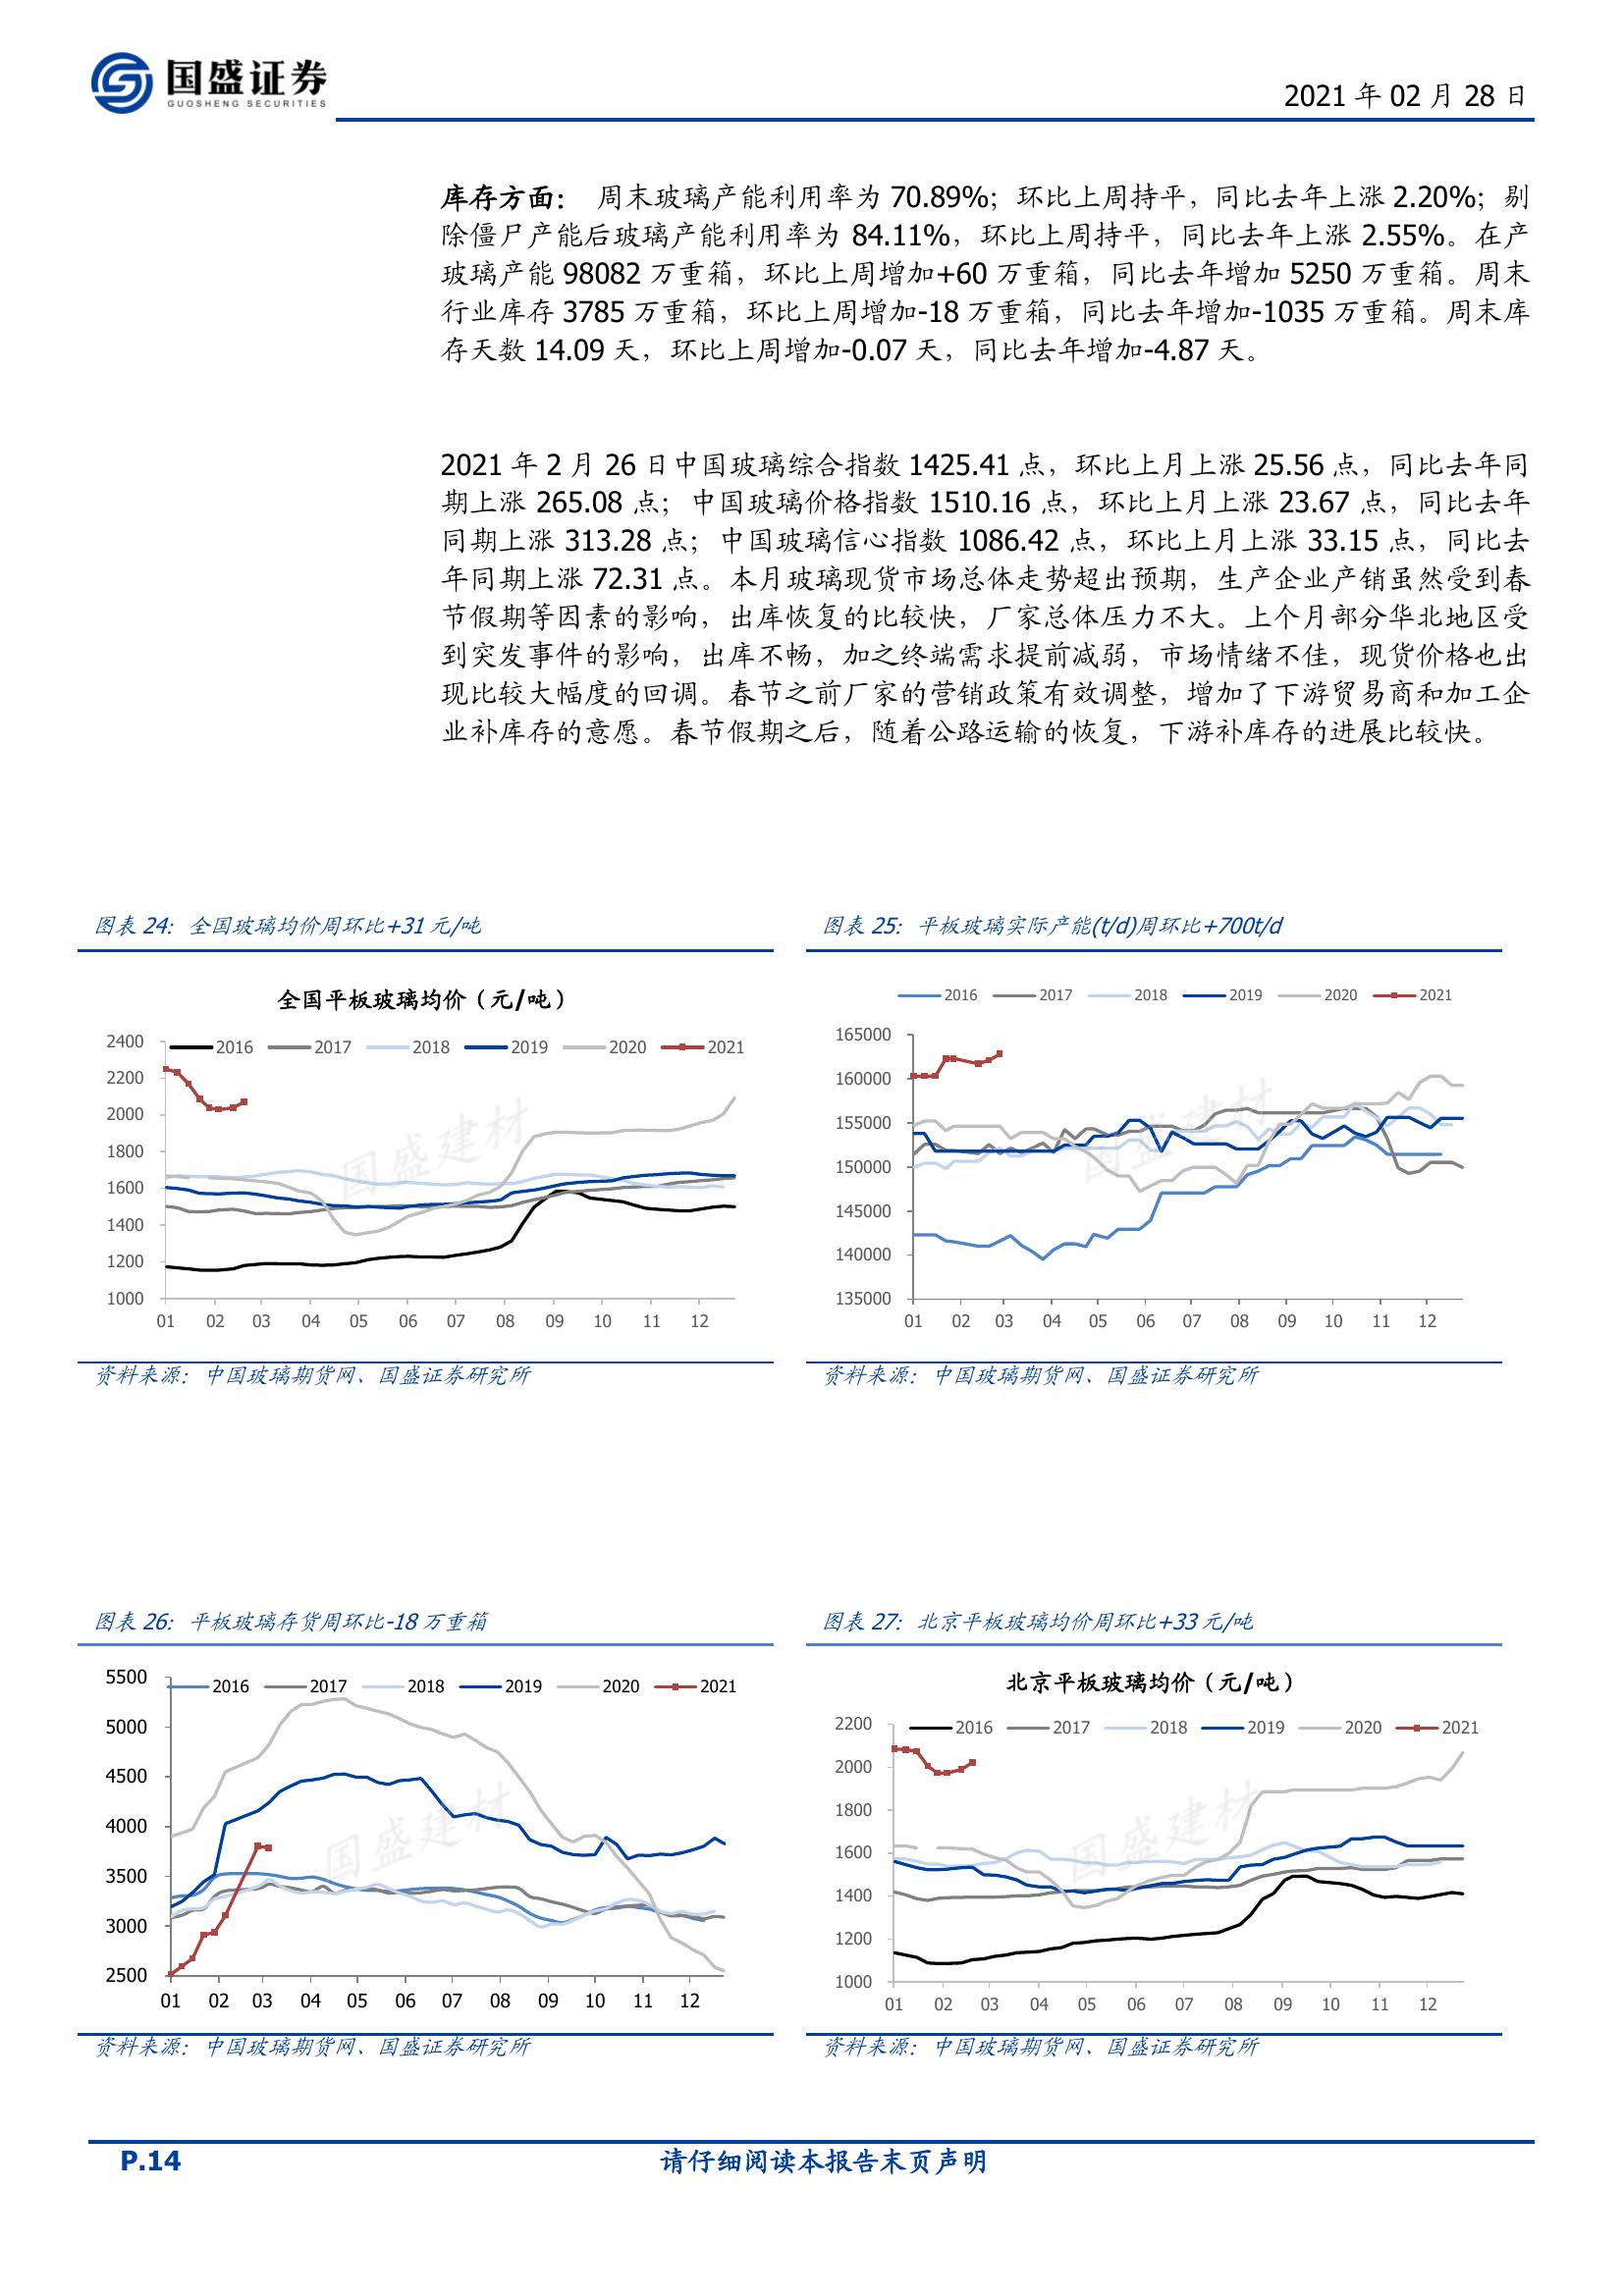 国盛证券
GUOSHENG SECURITIES
2021 年 02 月 28 日
库存方面： 周末玻璃产能利用率为 70.89%；环比上周持平，同比去年上涨 2.20%；剔
除僵尸产能后玻璃产能利用率为 84.11%，环比上周持平，同比去年上涨 2.55%。在产
玻璃产能 98082 万重箱，环比上周增加+60 万重箱，同比去年增加 5250 万重箱。周末
行业库存 3785 万重箱，环比上周增加-18 万重箱，同比去年增加-1035 万重箱。周末库
存天数 14.09 天，环比上周增加-0.07 天，同比去年增加-4.87 天。
2021 年 2 月 26 日中国玻璃综合指数 1425.41 点，环比上月上涨 25.56 点，同比去年同
期上涨 265.08 点；中国玻璃价格指数 1510.16 点，环比上月上涨 23.67 点，同比去年
同期上涨 313.28 点；中国玻璃信心指数 1086.42 点，环比上月上涨 33.15 点，同比去
年同期上涨 72.31 点。本月玻璃现货市场总体走势超出预期，生产企业产销虽然受到春
节假期等因素的影响，出库恢复的比较快，厂家总体压力不大。上个月部分华北地区受
到突发事件的影响，出库不畅，加之终端需求提前减弱，市场情绪不佳，现货价格也出
现比较大幅度的回调。春节之前厂家的营销政策有效调整，增加了下游贸易商和加工企
业补库存的意愿。春节假期之后，随着公路运输的恢复，下游补库存的进展比较快。
图表 24：全国玻璃均价周环比+31 元/吨
全国平板玻璃均价（元/吨）
2016 2017 2018 2019 2020 2021
2400
2200
2000
1800
1600
1400
1200
1000
01 02 03 04 05 06 07 08 09 10 11 12
国盛建材
资料来源：中国玻璃期货网、国盛证券研究所
图表 25：平板玻璃实际产能(t/d)周环比+700t/d
2016 2017 2018 2019 2020 2021
165000
160000
155000
150000
145000
140000
135000
01 02 03 04 05 06 07 08 09 10 11 12
国盛建材
资料来源：中国玻璃期货网、国盛证券研究所
图表 26：平板玻璃存货周环比-18 万重箱
2016 2017 2018 2019 2020 2021
5500
5000
4500
4000
3500
3000
2500
01 02 03 04 05 06 07 08 09 10 11 12
国盛建材
资料来源：中国玻璃期货网、国盛证券研究所
图表 27：北京平板玻璃均价周环比+33 元/吨
北京平板玻璃均价（元/吨）
2016 2017 2018 2019 2020 2021
2200
2000
1800
1600
1400
1200
1000
01 02 03 04 05 06 07 08 09 10 11 12
国盛建材
资料来源：中国玻璃期货网、国盛证券研究所
P.14
请仔细阅读本报告末页声明